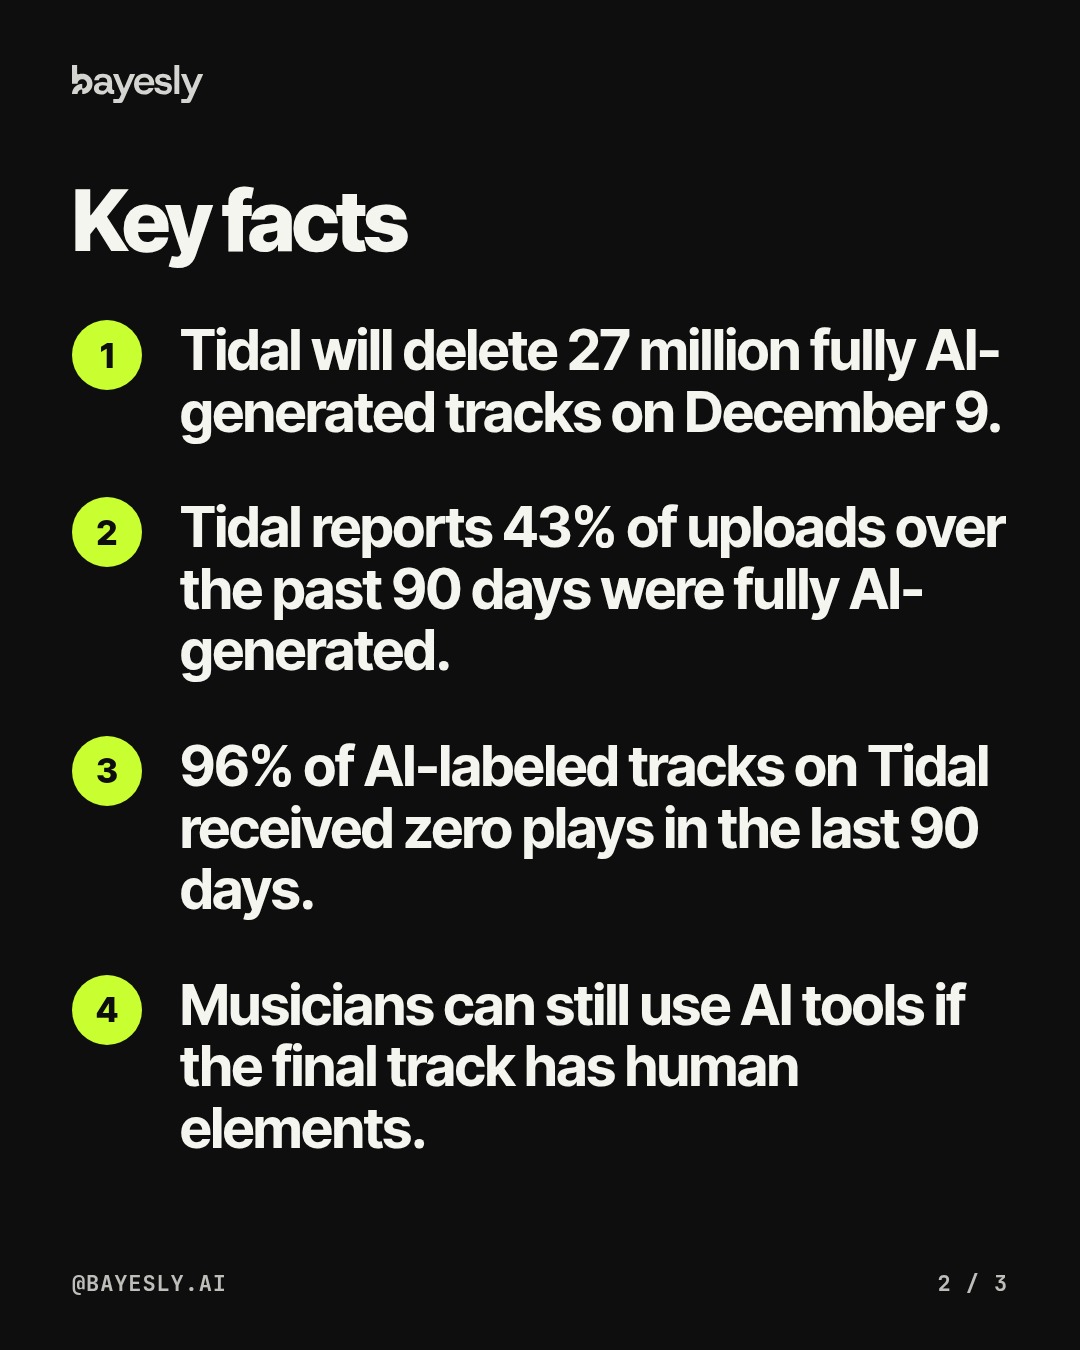 bayesly
Key facts
1
Tidal will delete 27 million fully AI-
generated tracks on December 9.
2
Tidal reports 43% of uploads over
the past 90 days were fully AI-
generated.
3
96% of AI-labeled tracks on Tidal
received zero plays in the last 90
days.
4
Musicians can still use AI tools if
the final track has human
elements.
@BAYESLY.AI
2 / 3